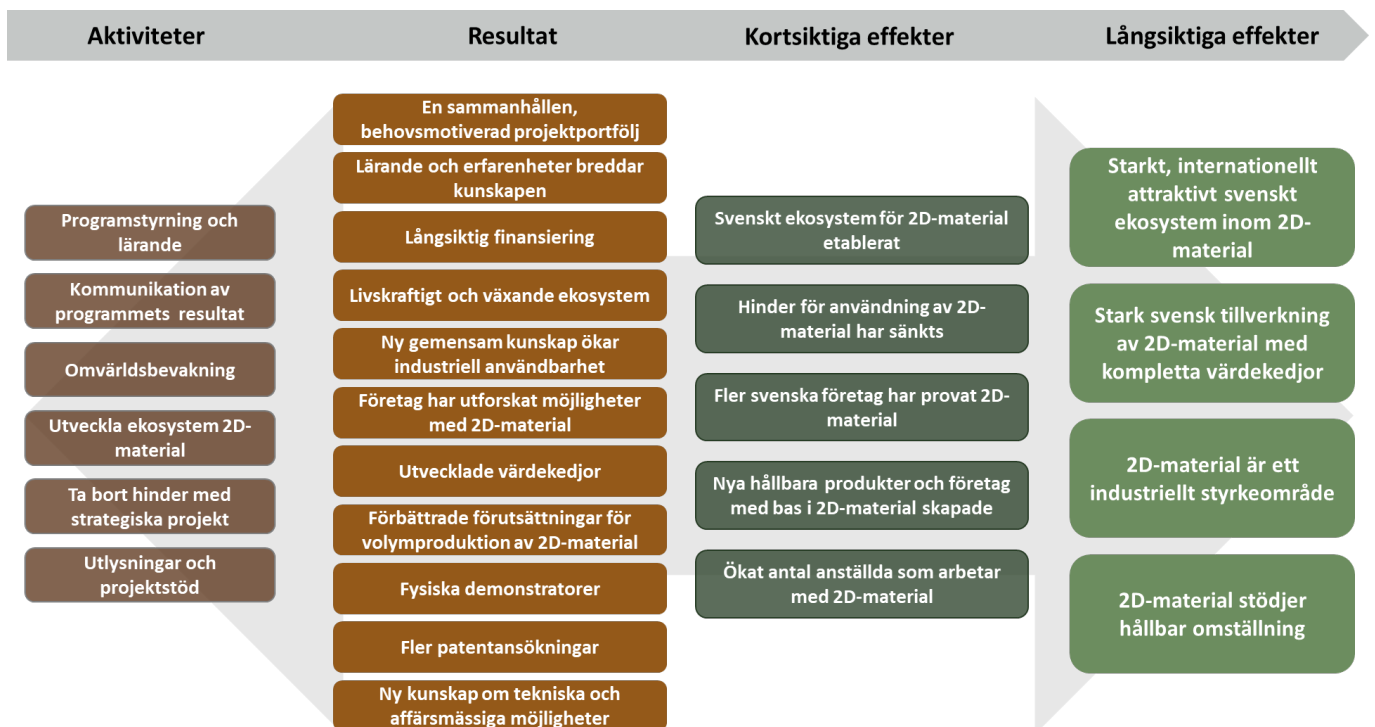 Aktiviteter
Resultat
Kortsiktiga effekter
Långsiktiga effekter
Programstyrning och
lärande
Kommunikation av
programmets resultat
Omvärldsbevakning
Utveckla ekosystem 2D-
material
Ta bort hinder med
strategiska projekt
Utlysningar och
projektstöd
En sammanhållen,
behovsmotiverad projektportfölj
Lärande och erfarenheter breddar
kunskapen
Långsiktig finansiering
Livskraftigt och växande ekosystem
Ny gemensam kunskap ökar
industriell användbarhet
Företag har utforskat möjligheter
med 2D-material
Utvecklade värdekedjor
Förbättrade förutsättningar för
volymproduktion av 2D-material
Fysiska demonstratorer
Fler patentansökningar
Ny kunskap om tekniska och
affärsmässiga möjligheter
Svenskt ekosystem för 2D-material
etablerat
Hinder för användning av 2D-
material har sänkts
Fler svenska företag har provat 2D-
material
Nya hållbara produkter och företag
med bas i 2D-material skapade
Ökat antal anställda som arbetar
med 2D-material
Starkt, internationellt
attraktivt svenskt
ekosystem inom 2D-
material
Stark svensk tillverkning
av 2D-material med
kompletta värdekedjor
2D-material är ett
industriellt styrkeområde
2D-material stödjer
hållbar omställning